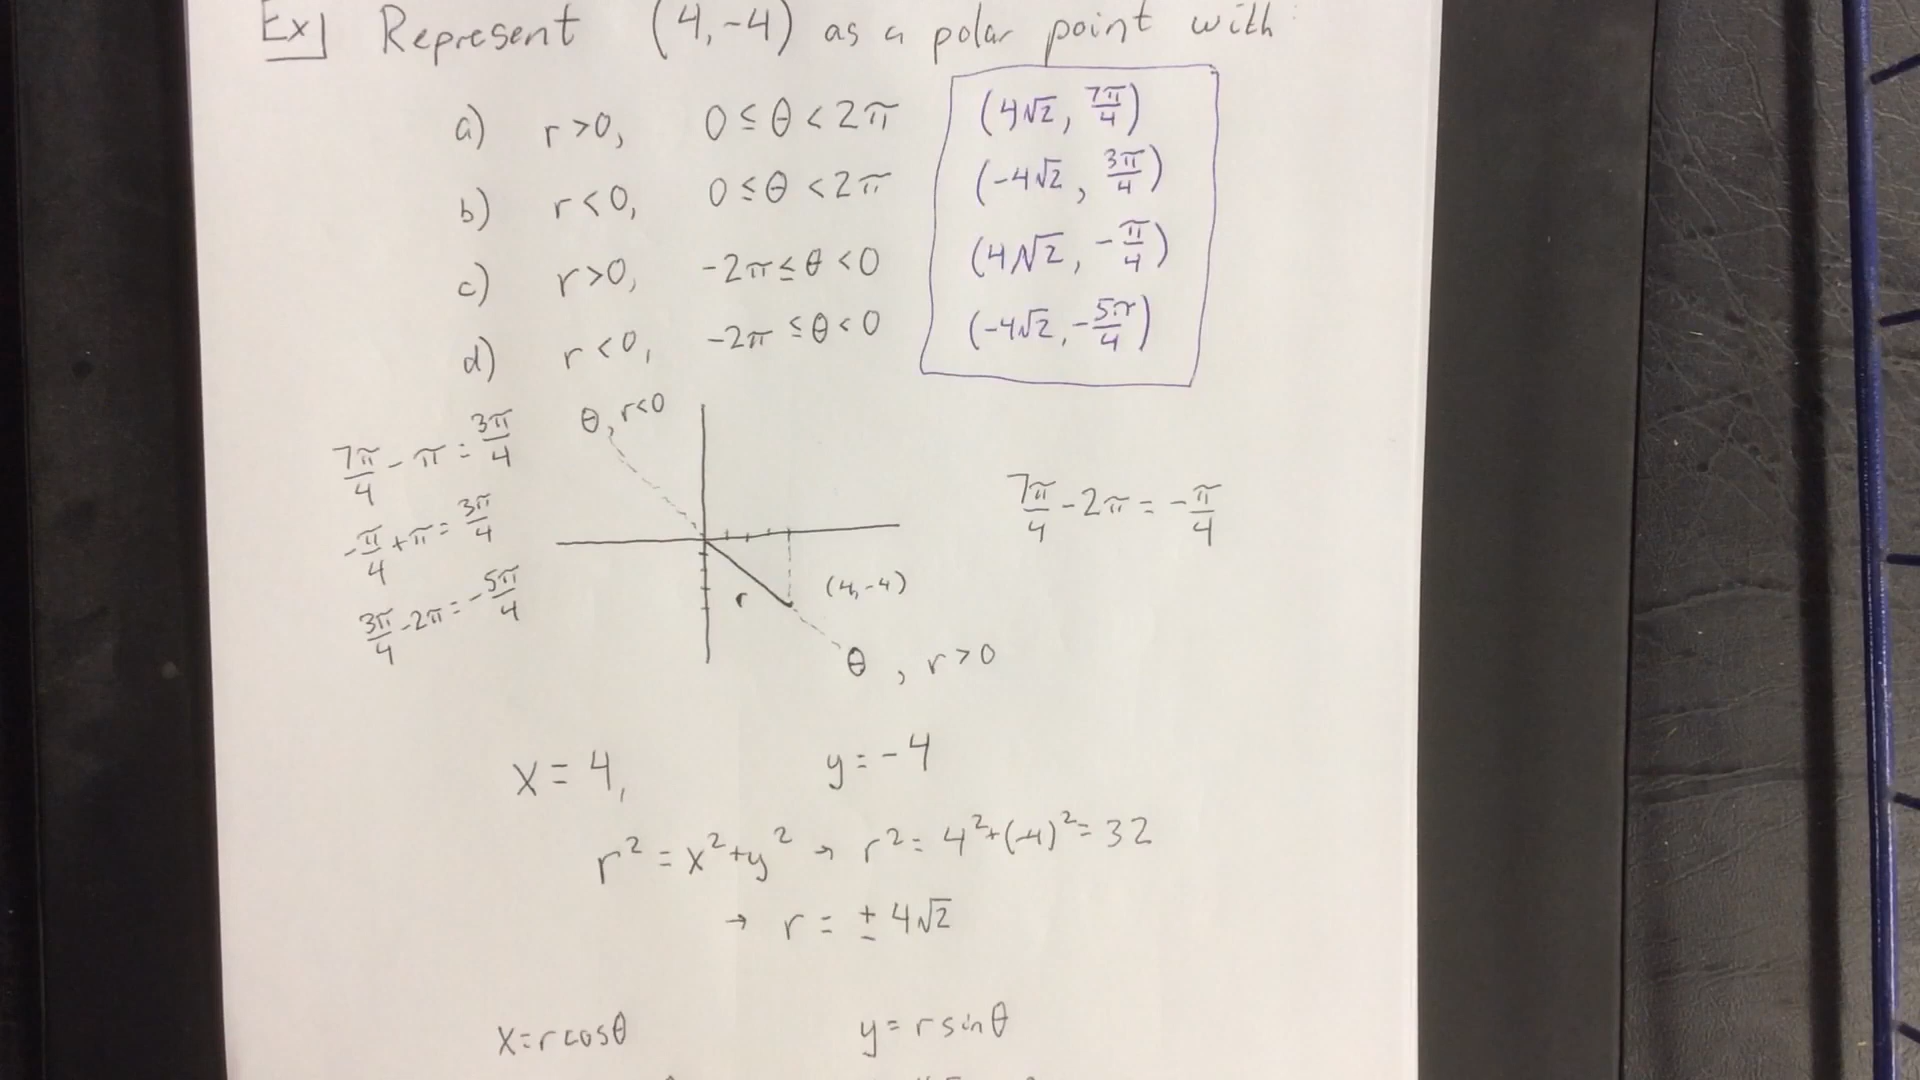 Ex] Represent (4,-4) as a polar point with:
a) r>0, 0≤θ<2π (4√2, 7π/4)
b) r<0, 0≤θ<2π (-4√2, 3π/4)
c) r>0, -2π≤θ<0 (4√2, -π/4)
d) r<0, -2π≤θ<0 (-4√2, -5π/4)
θ, r<0
7π/4 - π = 3π/4
-π/4 + π = 3π/4
3π/4 - 2π = -5π/4
7π/4 - 2π = -π/4
(4,-4)
r
θ, r>0
x = 4, y = -4
r² = x²+y² → r² = 4²+(-4)² = 32
→ r = ±4√2
x = r cosθ y = r sinθ